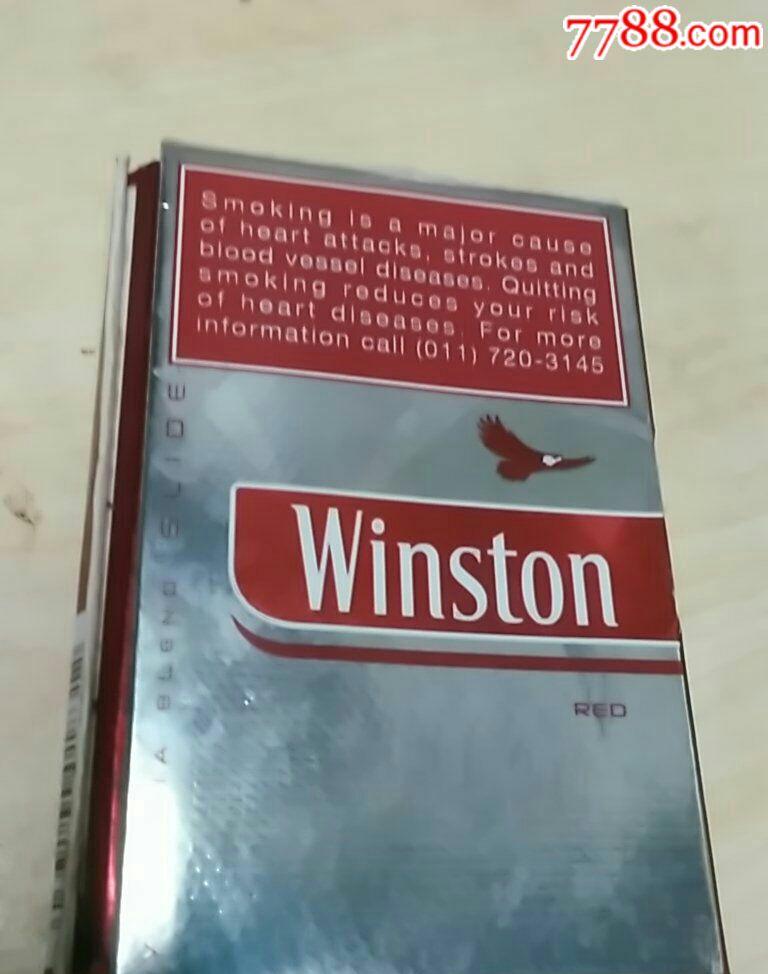 7788.com
Smoking is a major cause
of heart attacks, strokes and
blood vessel diseases. Quitting
smoking reduces your risk
of heart diseases. For more
information call (011) 720-3145
Winston
RED
BLEND SLIDE